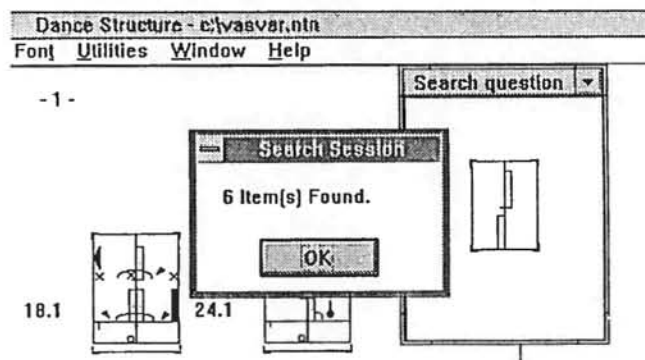 Dance Structure - c:\vasvar.ntn
Font Utilities Window Help
- 1 -
Search question
Search Session
6 Item(s) Found.
OK
18.1
24.1